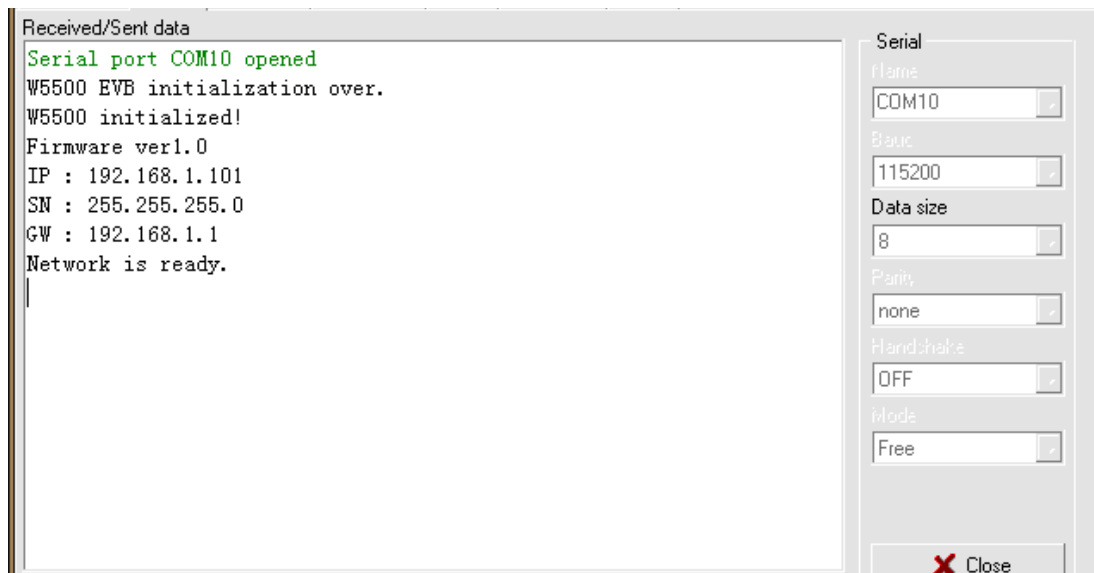 Received/Sent data
Serial port COM10 opened
W5500 EVB initialization over.
W5500 initialized!
Firmware ver1.0
IP : 192.168.1.101
SN : 255.255.255.0
GW : 192.168.1.1
Network is ready.
Serial
Name
COM10
Baud
115200
Data size
8
Parity
none
Handshake
OFF
Mode
Free
Close